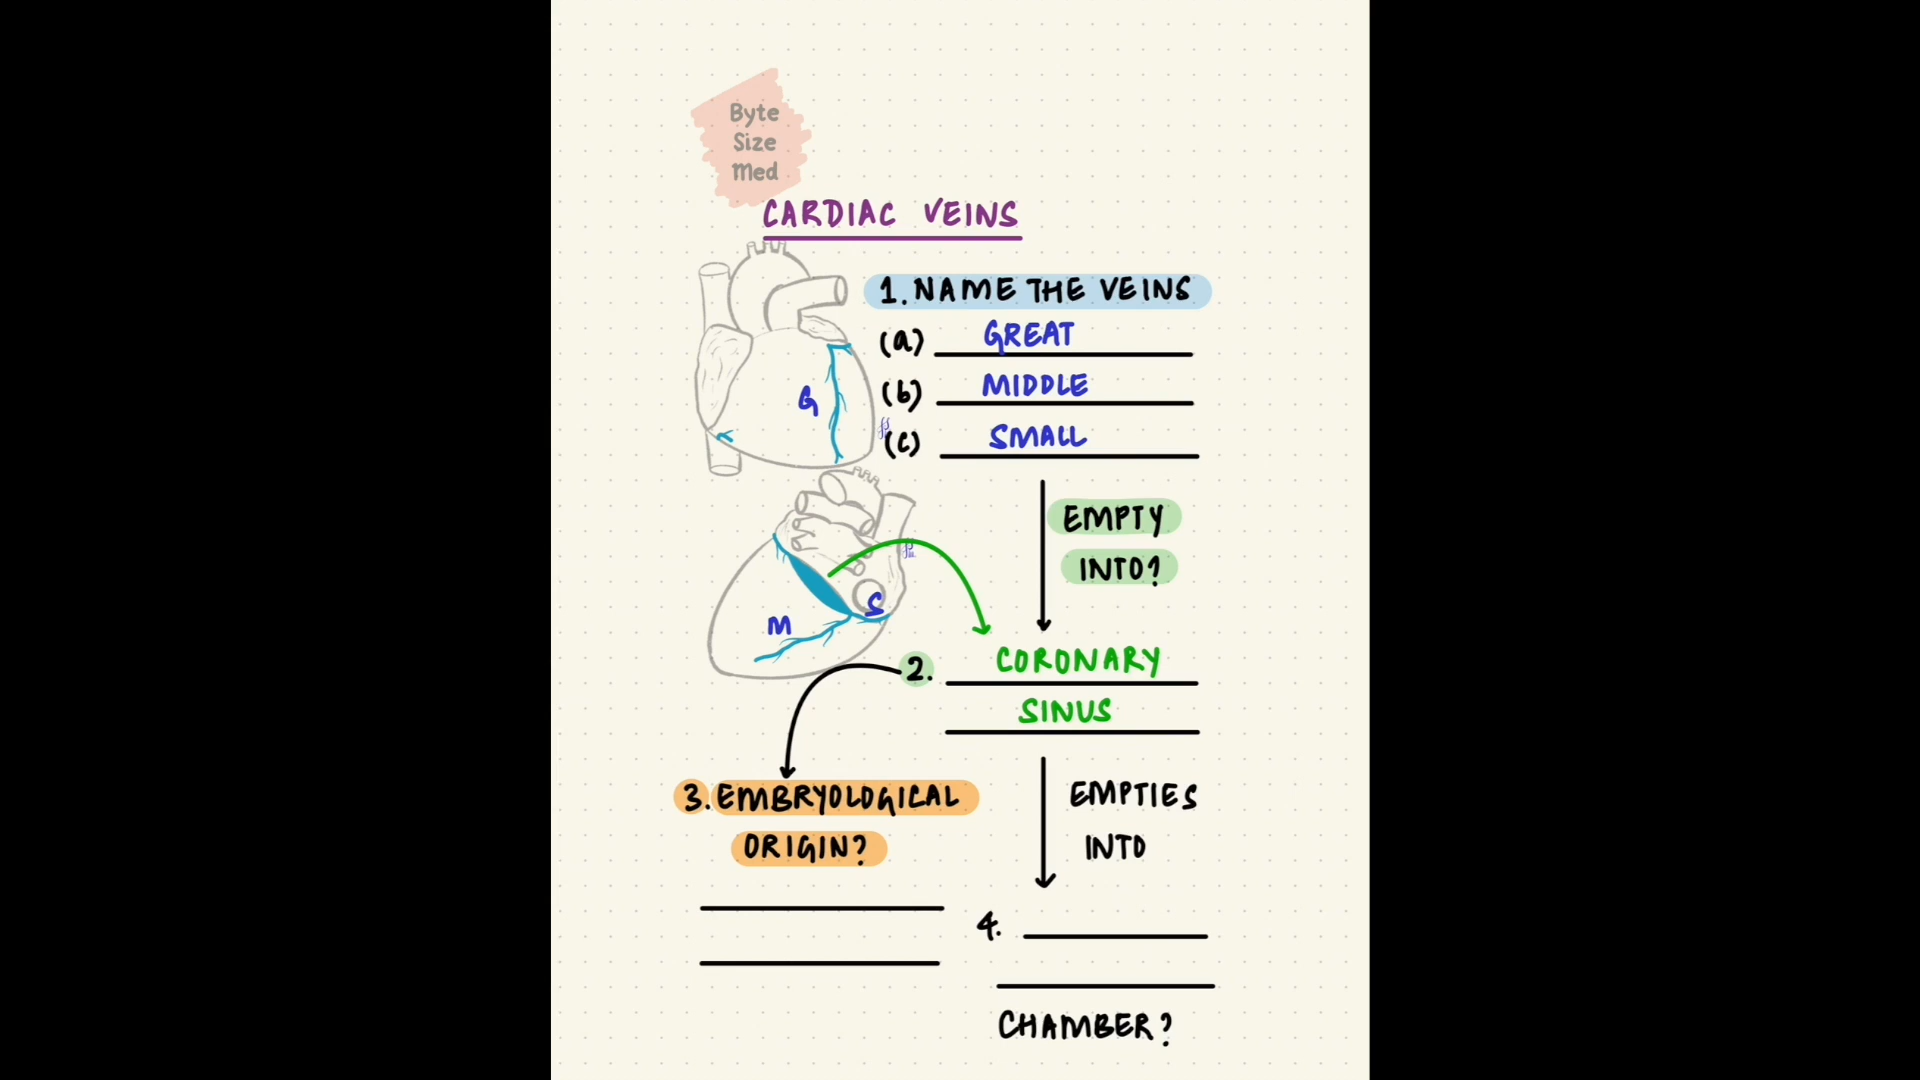 Byte
Size
Med
CARDIAC VEINS
1. NAME THE VEINS
(a) GREAT
(b) MIDDLE
(c) SMALL
G
EMPTY
INTO?
S
M
2. CORONARY
SINUS
3. EMBRYOLOGICAL
ORIGIN?
EMPTIES
INTO
4.
CHAMBER?